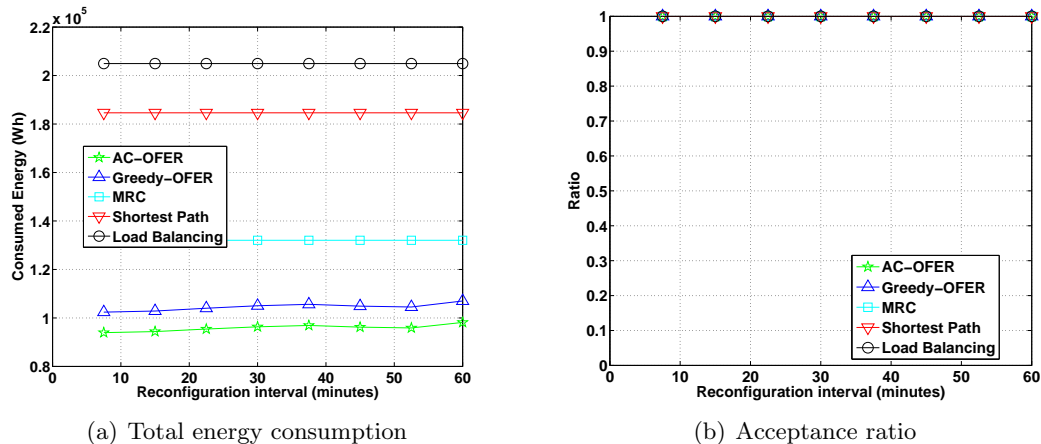 x 10^5
2.2
2
1.8
1.6
1.4
1.2
1
0.8
Consumed Energy (Wh)
AC−OFER
Greedy−OFER
MRC
Shortest Path
Load Balancing
0 10 20 30 40 50 60
Reconfiguration interval (minutes)
(a) Total energy consumption
1
0.9
0.8
0.7
0.6
0.5
0.4
0.3
0.2
0.1
0
Ratio
AC−OFER
Greedy−OFER
MRC
Shortest Path
Load Balancing
0 10 20 30 40 50 60
Reconfiguration interval (minutes)
(b) Acceptance ratio